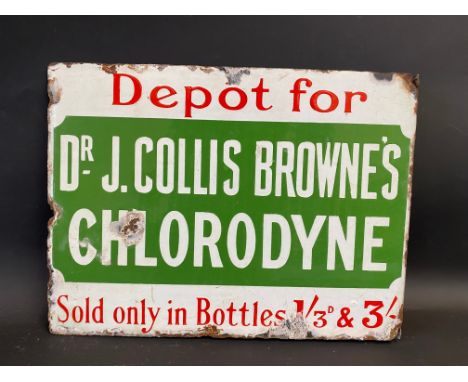 Depot for
DR J. COLLIS BROWNE'S
CHLORODYNE
Sold only in Bottles 1/3D & 3/-